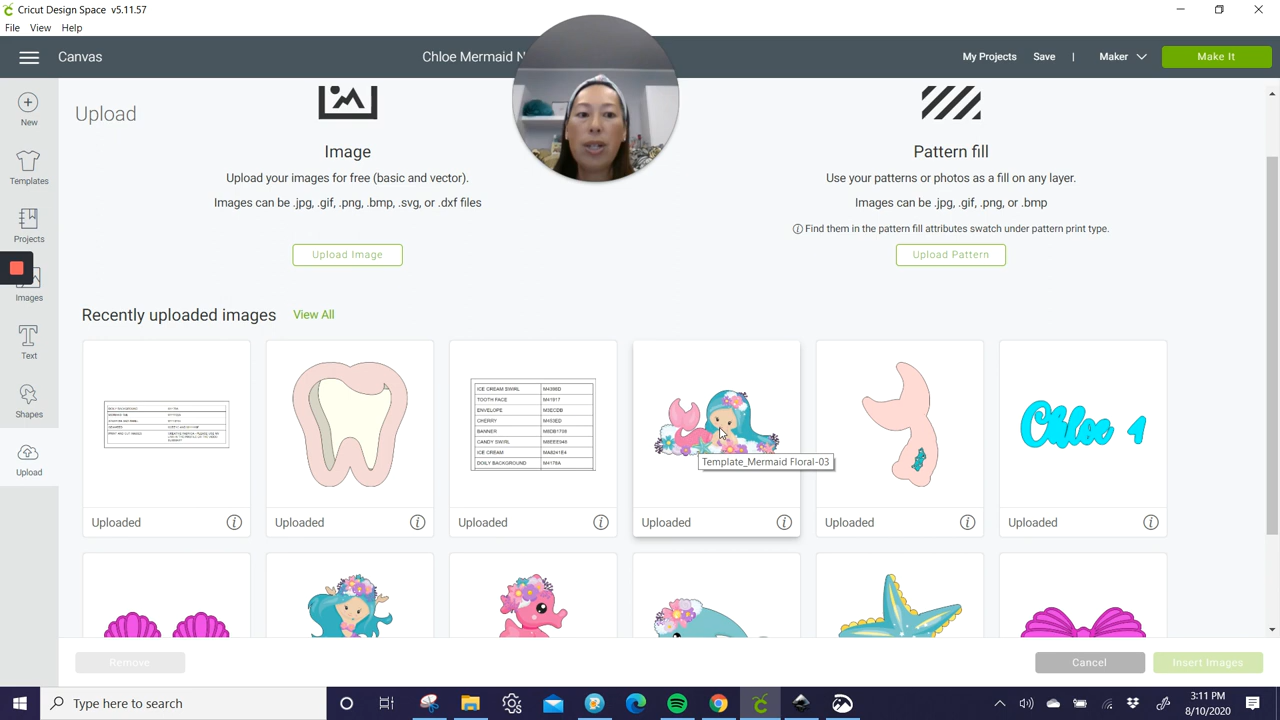 Cricut Design Space v5.11.57
File View Help
Canvas
Chloe Mermaid N
My Projects Save | Maker
Make It
New
Templates
Projects
Images
Text
Shapes
Upload
Upload
Image
Upload your images for free (basic and vector).
Images can be .jpg, .gif, .png, .bmp, .svg, or .dxf files
Upload Image
Pattern fill
Use your patterns or photos as a fill on any layer.
Images can be .jpg, .gif, .png, or .bmp
Find them in the pattern fill attributes swatch under pattern print type.
Upload Pattern
Recently uploaded images View All
ICE CREAM SWIRL
TOOTH FACE M41917
ENVELOPE
CHERRY
BANNER
CANDY SWIRL
ICE CREAM
DOILY BACKGROUND
Chloe 1
Template_Mermaid Floral-03
Uploaded
Uploaded
Uploaded
Uploaded
Uploaded
Uploaded
Remove
Cancel
Insert Images
Type here to search
3:11 PM
8/10/2020